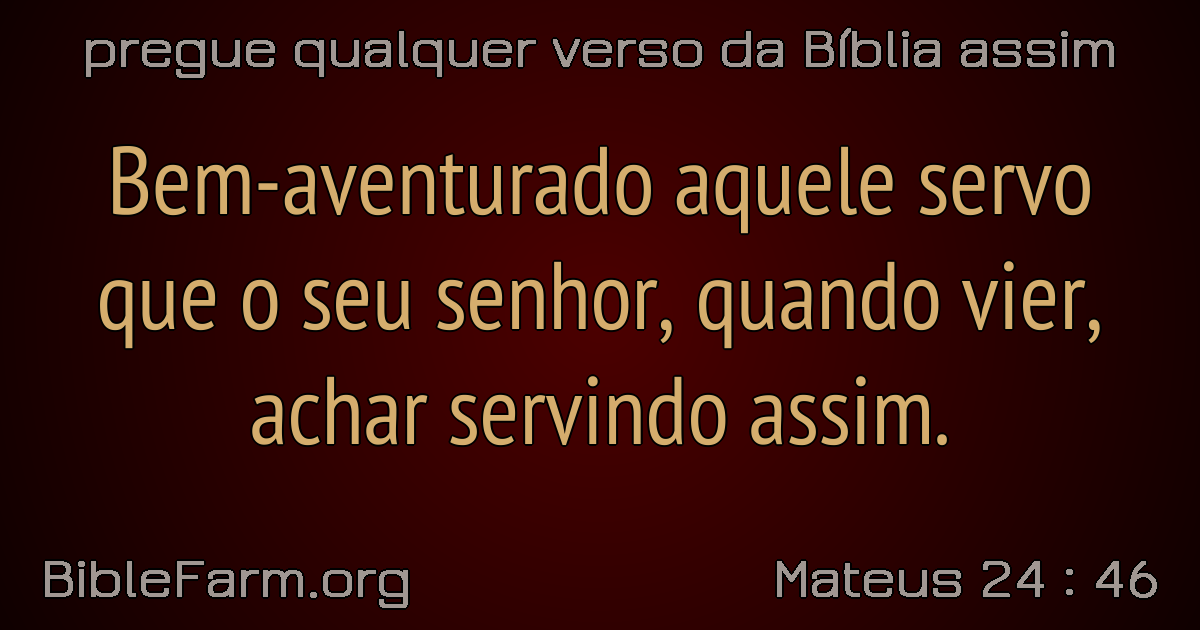 pregue qualquer verso da Bíblia assim
Bem-aventurado aquele servo
que o seu senhor, quando vier,
achar servindo assim.
BibleFarm.org
Mateus 24 : 46